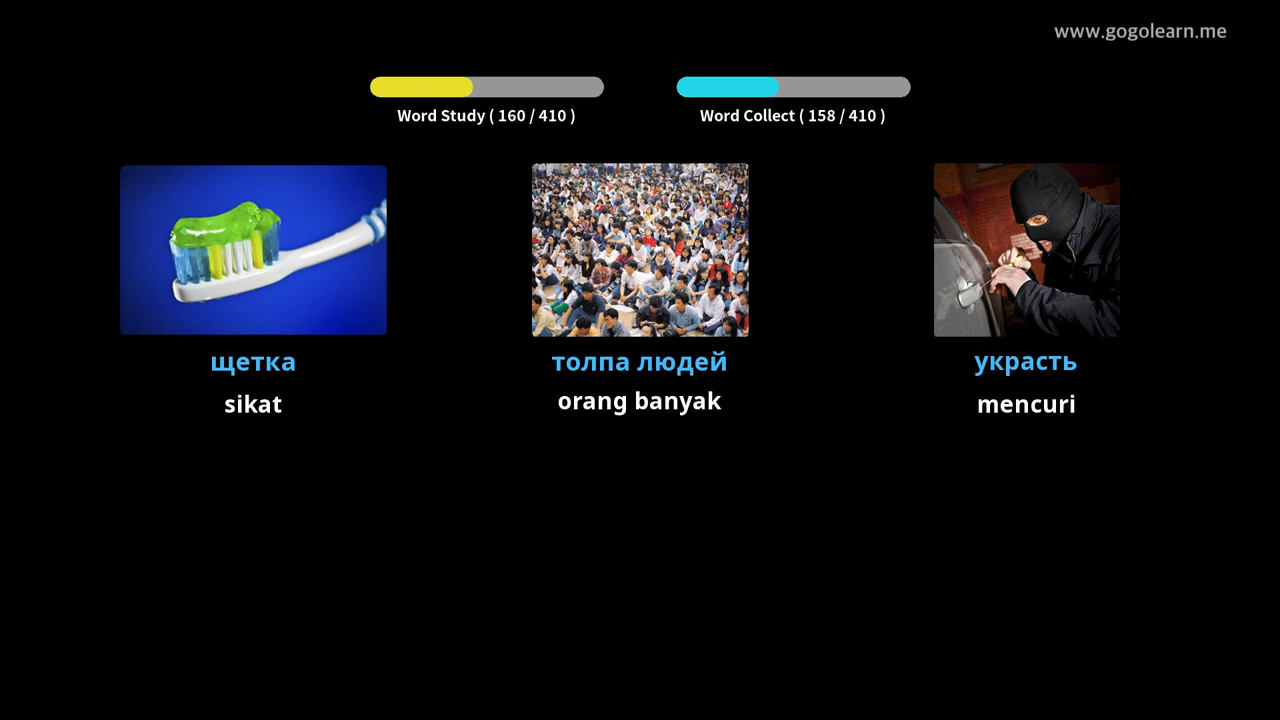 www.gogolearn.me
Word Study ( 160 / 410 )
Word Collect ( 158 / 410 )
щетка
толпа людей
украсть
sikat
orang banyak
mencuri